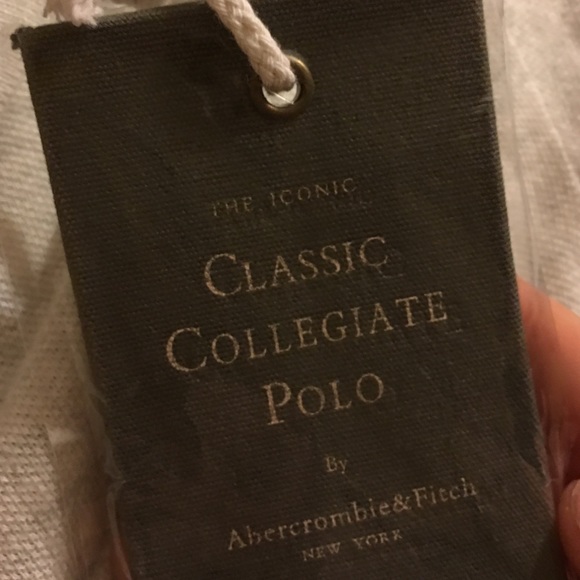 THE ICONIC
CLASSIC
COLLEGIATE
POLO
By
Abercrombie&Fitch
NEW YORK